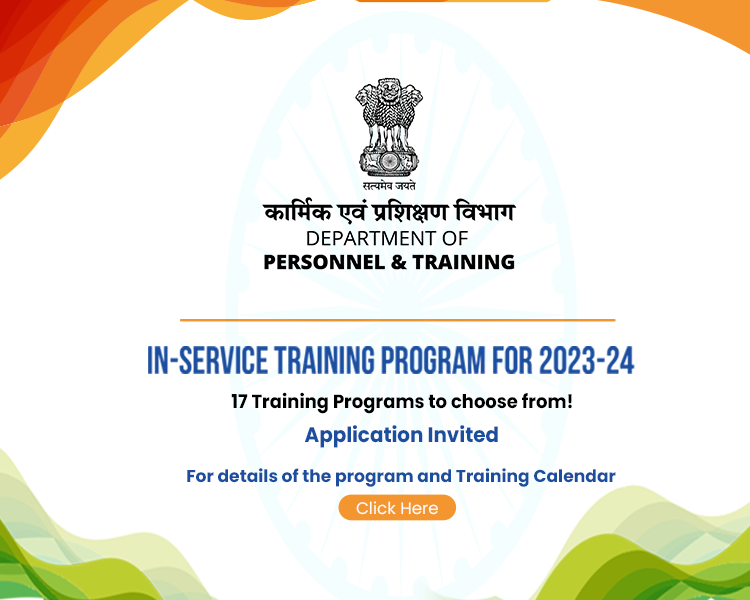 सत्यमेव जयते
कार्मिक एवं प्रशिक्षण विभाग
DEPARTMENT OF
PERSONNEL & TRAINING
IN-SERVICE TRAINING PROGRAM FOR 2023-24
17 Training Programs to choose from!
Application Invited
For details of the program and Training Calendar
Click Here